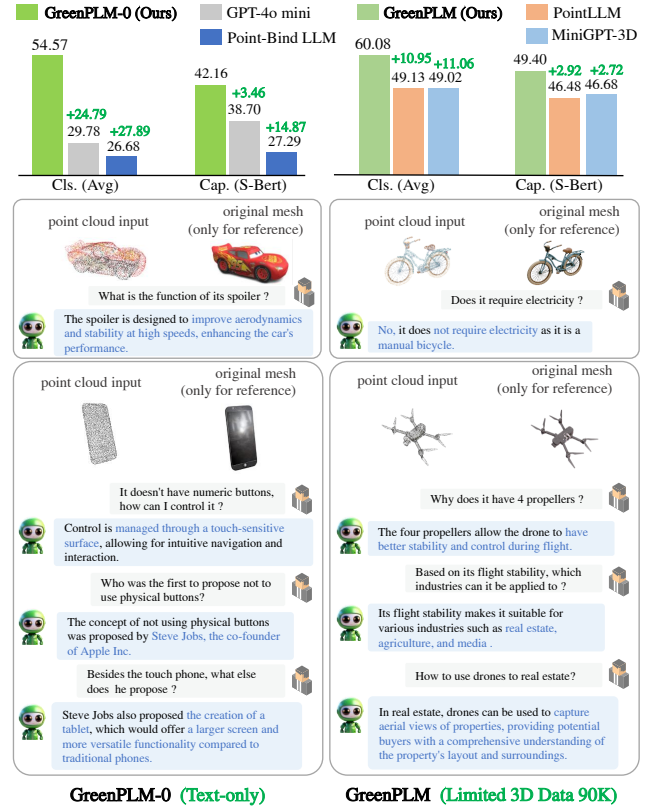 GreenPLM-0 (Ours)
GPT-4o mini
Point-Bind LLM
54.57
+24.79
29.78
+27.89
26.68
42.16
+3.46
38.70
+14.87
27.29
Cls. (Avg)
Cap. (S-Bert)
GreenPLM (Ours)
PointLLM
MiniGPT-3D
60.08
+10.95
+11.06
49.13
49.02
49.40
+2.92
+2.72
46.48
46.68
Cls. (Avg)
Cap. (S-Bert)
point cloud input
original mesh
(only for reference)
What is the function of its spoiler ?
The spoiler is designed to improve aerodynamics
and stability at high speeds, enhancing the car's
performance.
point cloud input
original mesh
(only for reference)
Does it require electricity ?
No, it does not require electricity as it is a
manual bicycle.
point cloud input
original mesh
(only for reference)
It doesn't have numeric buttons,
how can I control it ?
Control is managed through a touch-sensitive
surface, allowing for intuitive navigation and
interaction.
Who was the first to propose not to
use physical buttons?
The concept of not using physical buttons
was proposed by Steve Jobs, the co-founder
of Apple Inc.
Besides the touch phone, what else
does he propose ?
Steve Jobs also proposed the creation of a
tablet, which would offer a larger screen and
more versatile functionality compared to
traditional phones.
point cloud input
original mesh
(only for reference)
Why does it have 4 propellers ?
The four propellers allow the drone to have
better stability and control during flight.
Based on its flight stability, which
industries can it be applied to ?
Its flight stability makes it suitable for
various industries such as real estate,
agriculture, and media .
How to use drones to real estate?
In real estate, drones can be used to capture
aerial views of properties, providing potential
buyers with a comprehensive understanding of
the property's layout and surroundings.
GreenPLM-0 (Text-only)
GreenPLM (Limited 3D Data 90K)